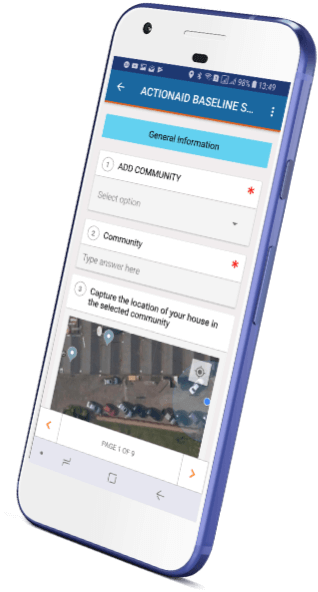 98% 13:49
ACTIONAID BASELINE S...
General Information
1 ADD COMMUNITY *
Select option
2 Community *
Type answer here
3 Capture the location of your house in
the selected community
PAGE 1 OF 9